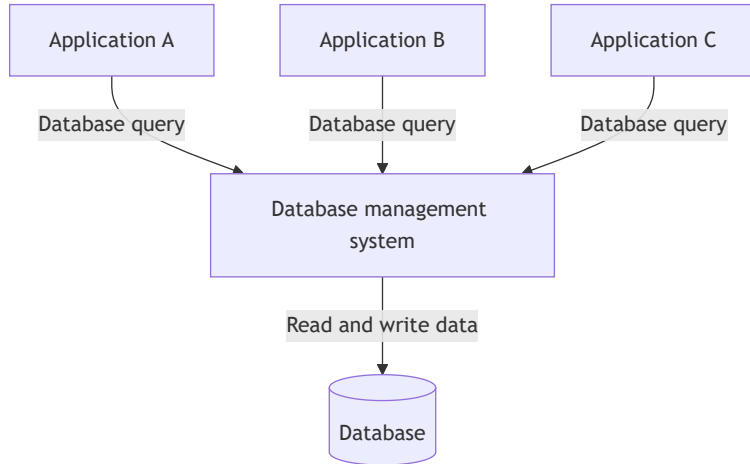 Application A
Application B
Application C
Database query
Database query
Database query
Database management
system
Read and write data
Database